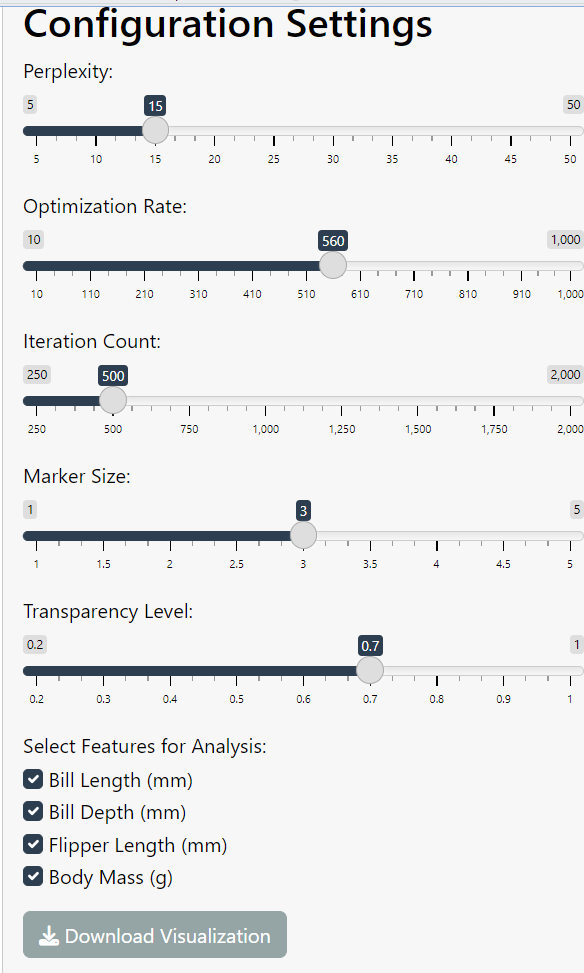 Configuration Settings
Perplexity:
5 15 50
5 10 15 20 25 30 35 40 45 50
Optimization Rate:
10 560 1,000
10 110 210 310 410 510 610 710 810 910 1,000
Iteration Count:
250 500 2,000
250 500 750 1,000 1,250 1,500 1,750 2,000
Marker Size:
1 3 5
1 1.5 2 2.5 3 3.5 4 4.5 5
Transparency Level:
0.2 0.7 1
0.2 0.3 0.4 0.5 0.6 0.7 0.8 0.9 1
Select Features for Analysis:
Bill Length (mm)
Bill Depth (mm)
Flipper Length (mm)
Body Mass (g)
Download Visualization